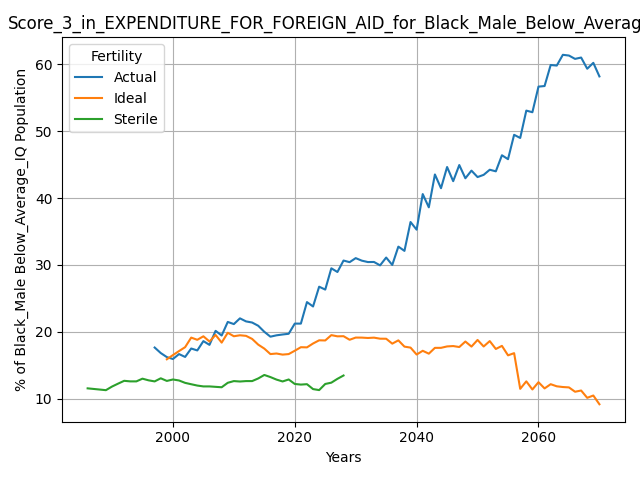 Score_3_in_EXPENDITURE_FOR_FOREIGN_AID_for_Black_Male_Below_Averag
Fertility
Actual
Ideal
Sterile
% of Black_Male Below_Average_IQ Population
60
50
40
30
20
10
2000 2020 2040 2060
Years